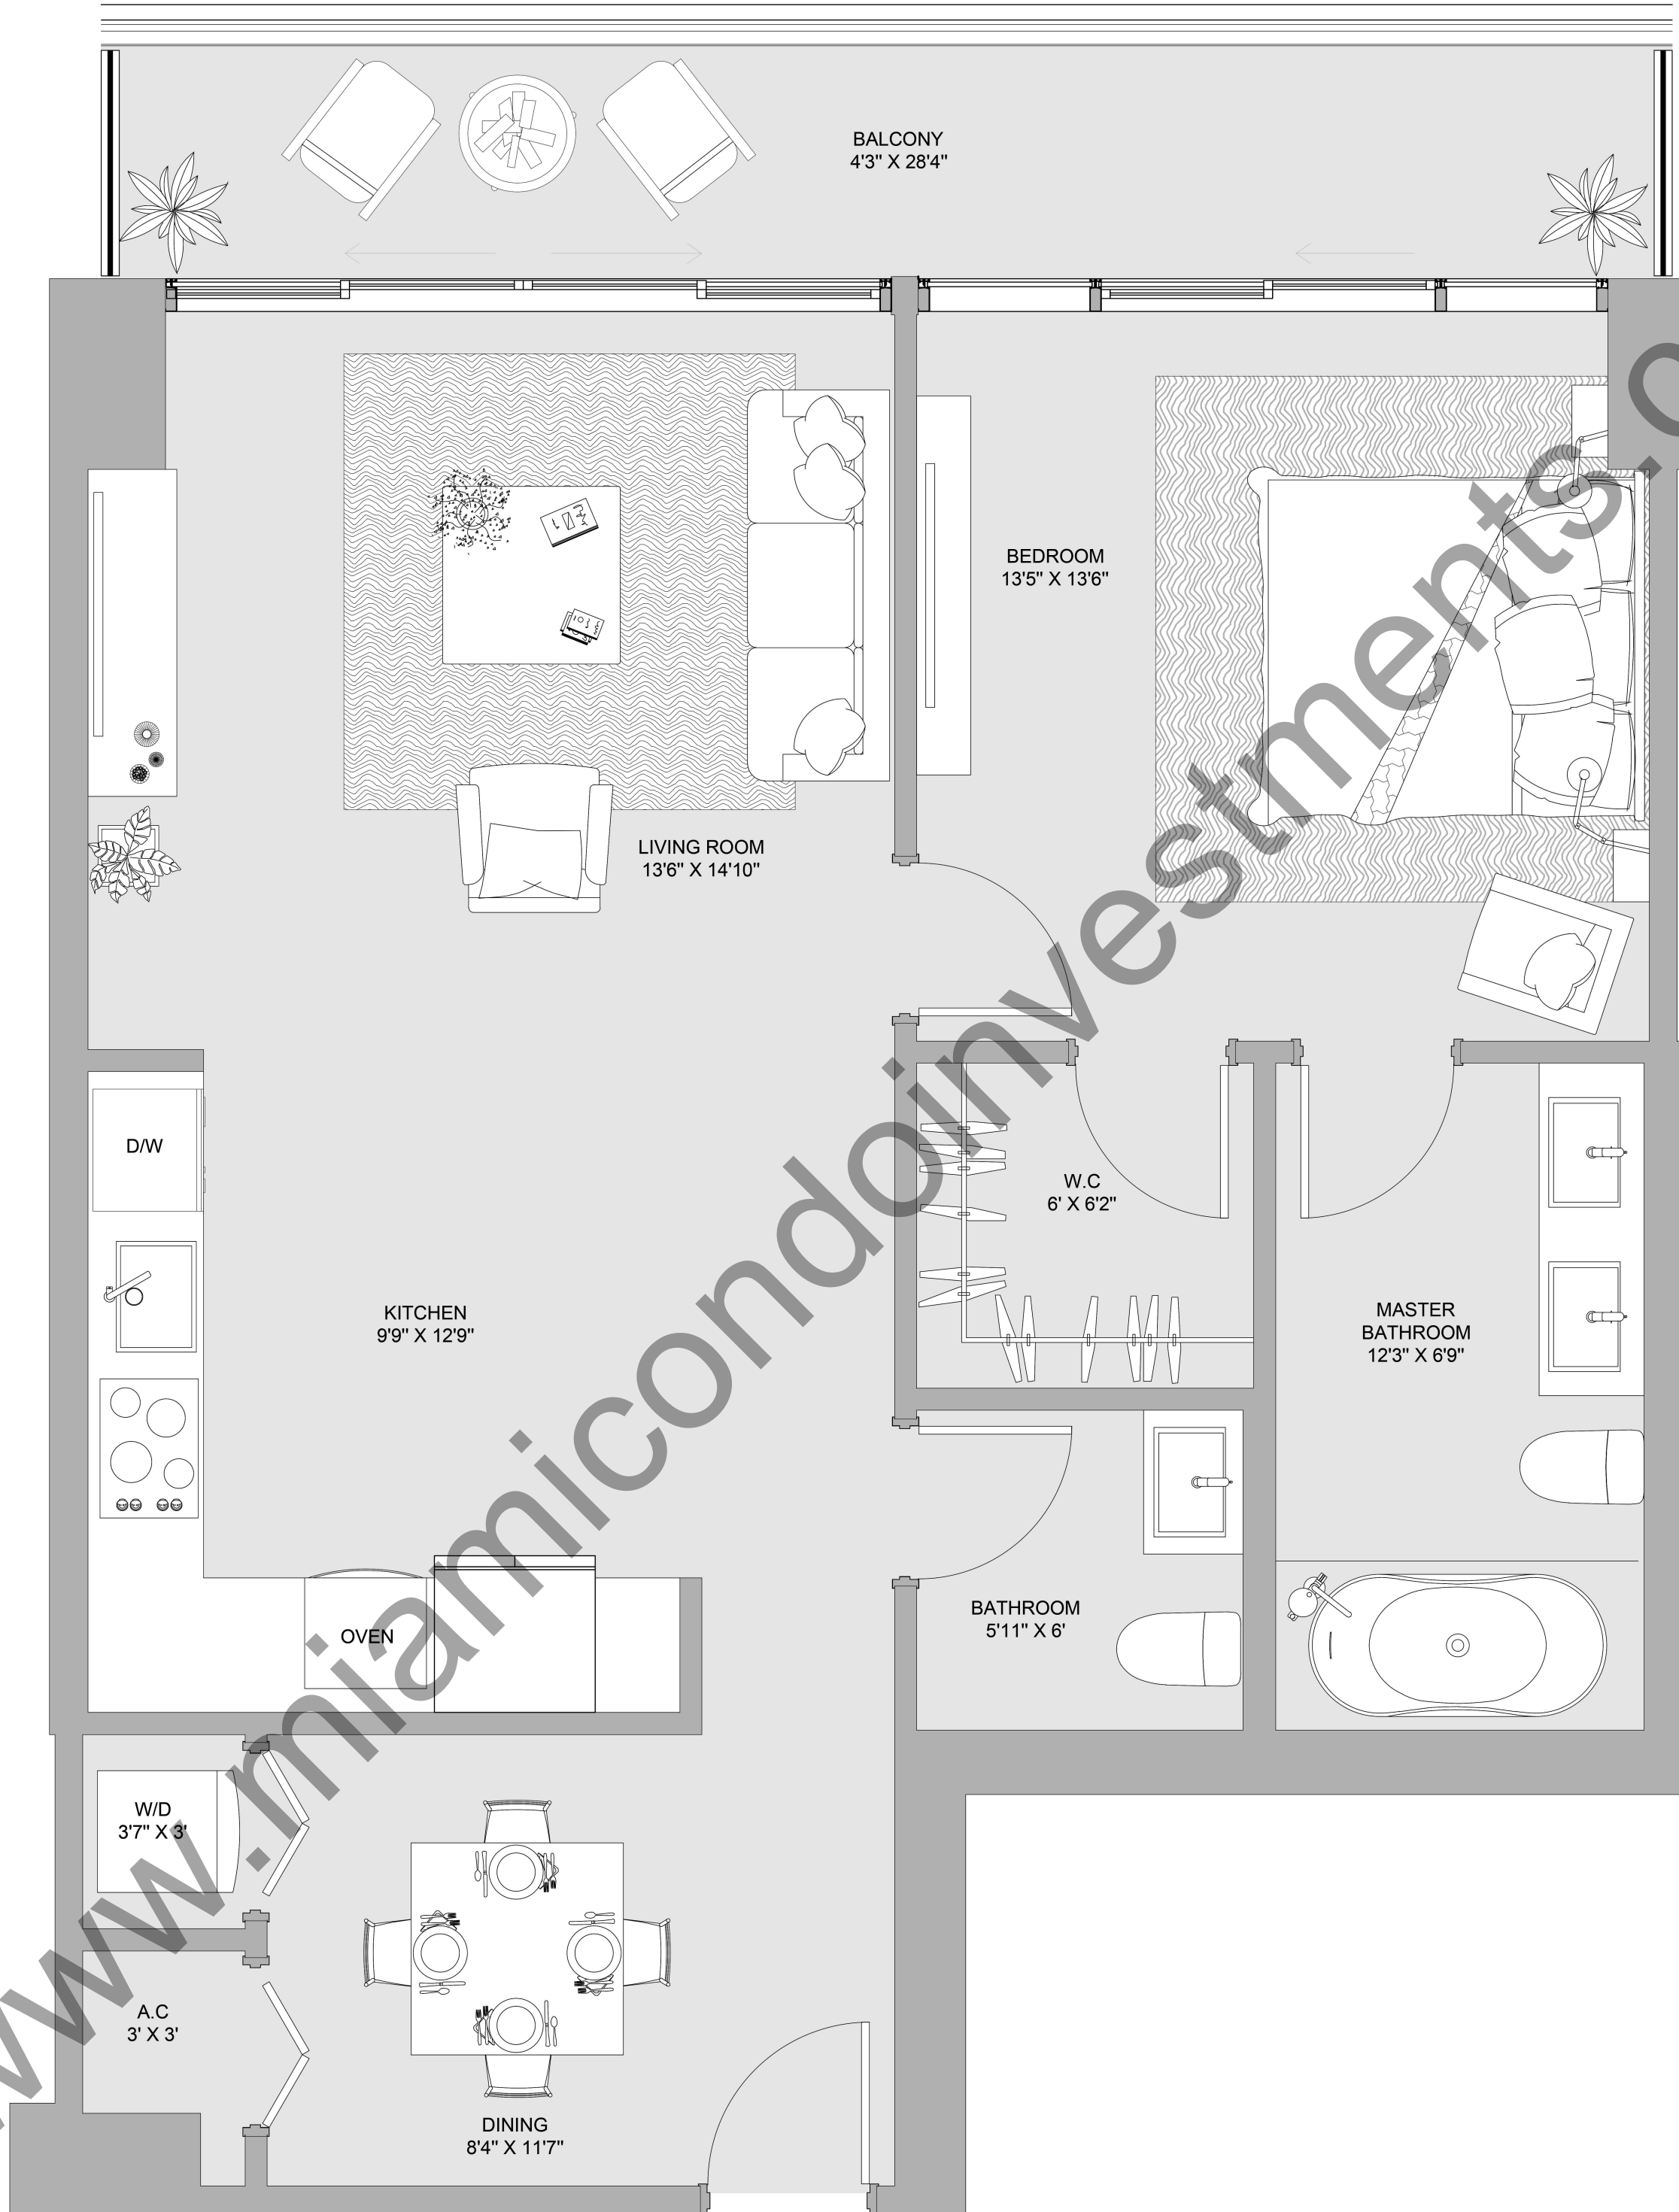 BALCONY
4'3" X 28'4"
BEDROOM
13'5" X 13'6"
LIVING ROOM
13'6" X 14'10"
D/W
W.C
6' X 6'2"
KITCHEN
9'9" X 12'9"
MASTER
BATHROOM
12'3" X 6'9"
BATHROOM
5'11" X 6'
OVEN
W/D
3'7" X 3'
A.C
3' X 3'
DINING
8'4" X 11'7"
www.miamicondoinvestments.c